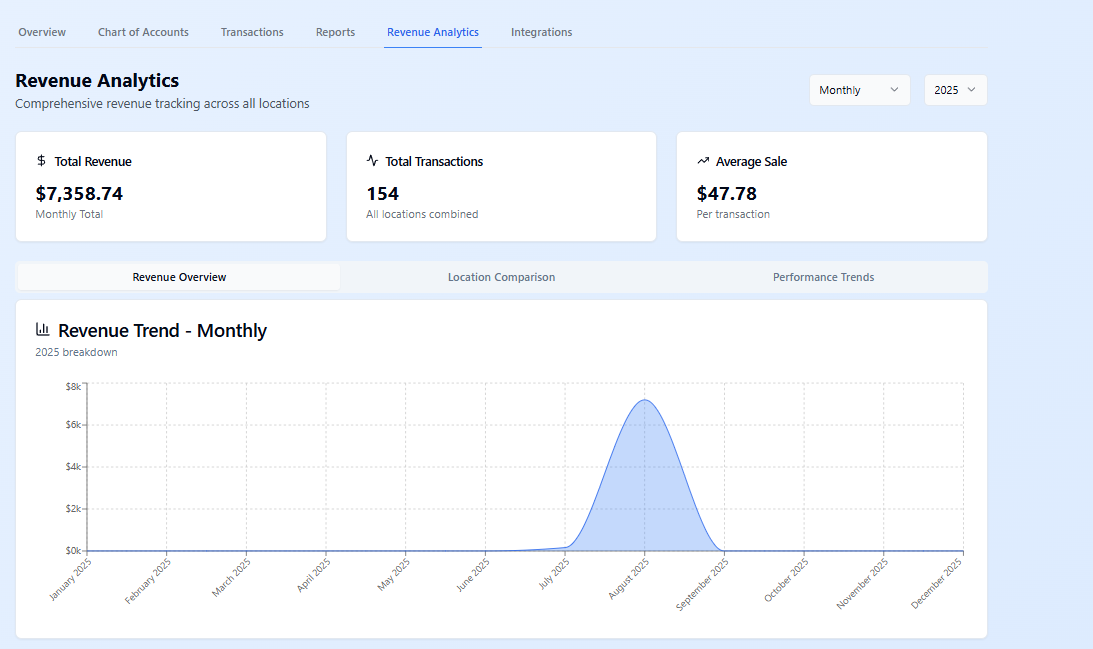 Overview Chart of Accounts Transactions Reports Revenue Analytics Integrations
Revenue Analytics
Comprehensive revenue tracking across all locations
Monthly 2025
Total Revenue
$7,358.74
Monthly Total
Total Transactions
154
All locations combined
Average Sale
$47.78
Per transaction
Revenue Overview Location Comparison Performance Trends
Revenue Trend - Monthly
2025 breakdown
$8k
$6k
$4k
$2k
$0k
January 2025 February 2025 March 2025 April 2025 May 2025 June 2025 July 2025 August 2025 September 2025 October 2025 November 2025 December 2025